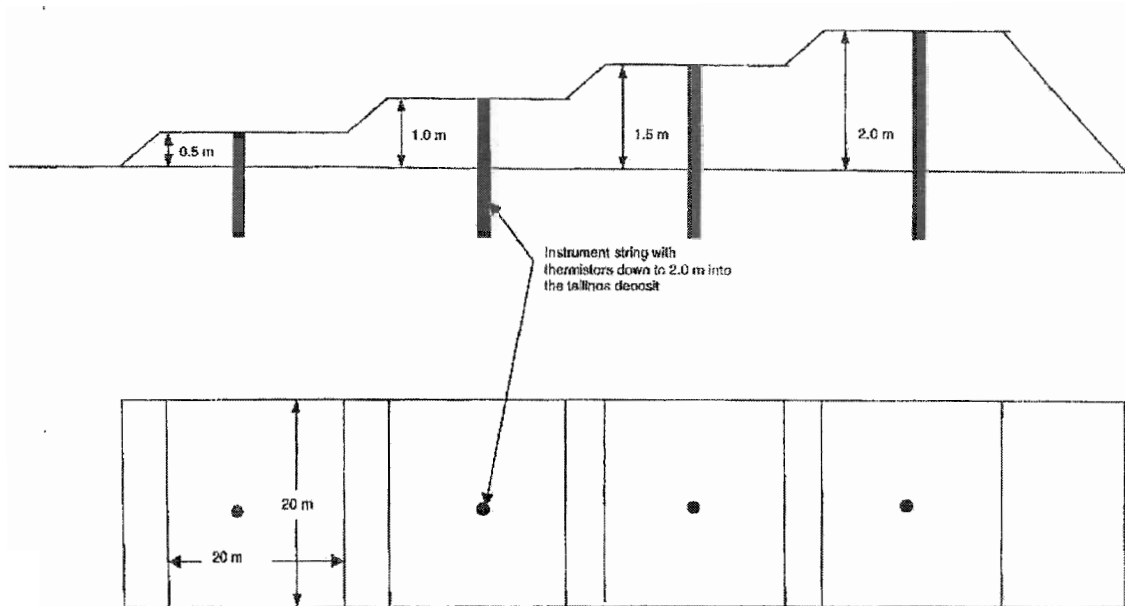 0.5 m
1.0 m
1.5 m
2.0 m
Instrument string with
thermistors down to 2.0 m into
the tailings deposit
20 m
20 m